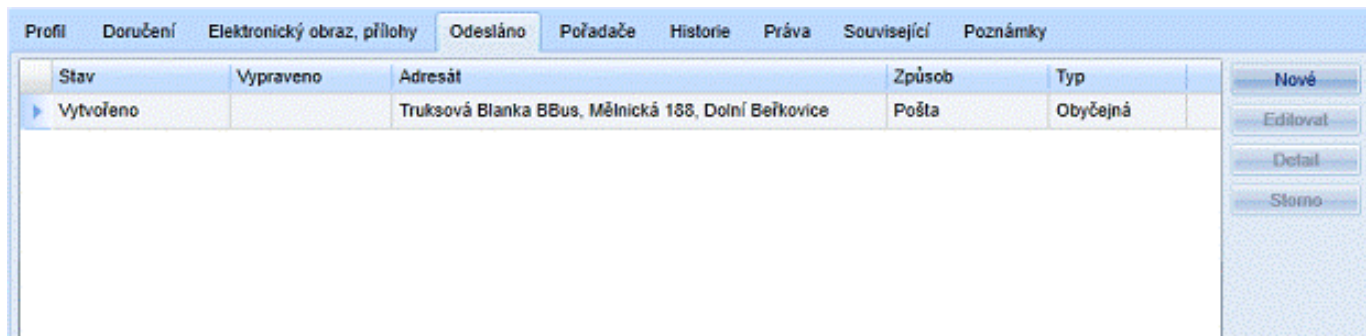 Profil Doručení Elektronický obraz, přílohy Odesláno Pořadače Historie Práva Související Poznámky
Stav Vypraveno Adresát Způsob Typ
Vytvořeno Truksová Blanka BBus, Mělnická 188, Dolní Beřkovice Pošta Obyčejná
Nové
Editovat
Detail
Storno